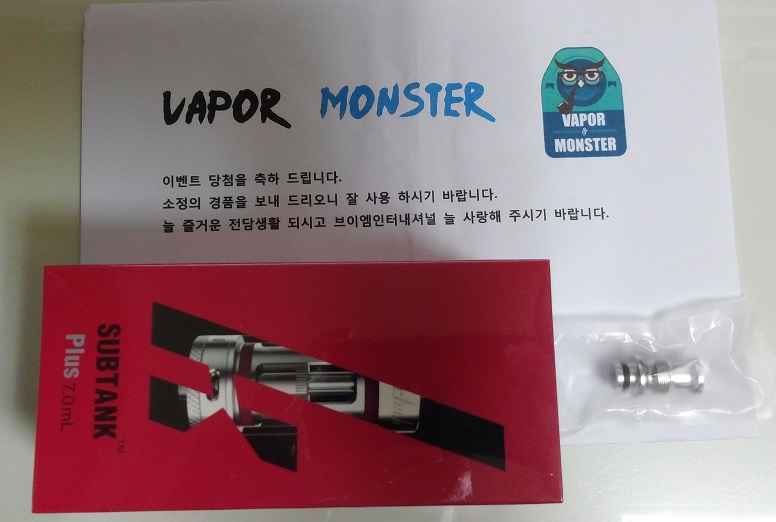 VAPOR MONSTER
VAPOR
&
MONSTER
이벤트 당첨을 축하 드립니다.
소정의 경품을 보내 드리오니 잘 사용 하시기 바랍니다.
늘 즐거운 전담생활 되시고 브이엠인터내셔널 늘 사랑해 주시기 바랍니다.
SUBTANK™
Plus 7.0mL